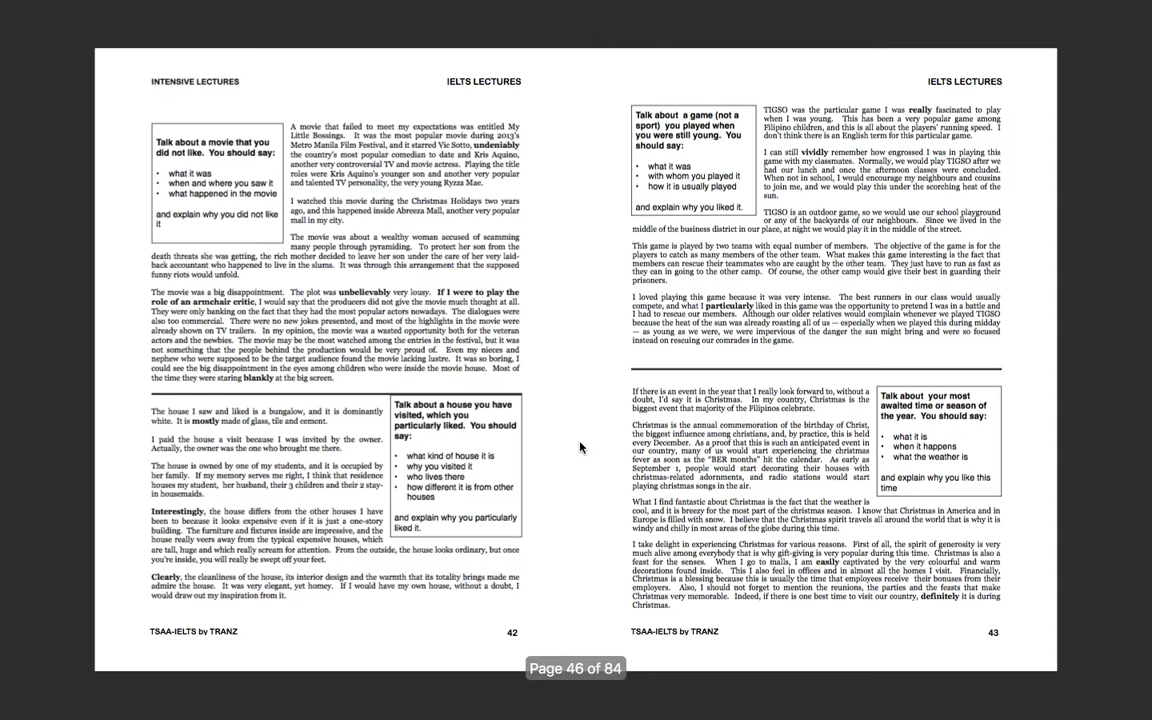 INTENSIVE LECTURES
IELTS LECTURES
Talk about a movie that you
did not like. You should say:
• what it was
• when and where you saw it
• what happened in the movie
and explain why you did not like
it
A movie that failed to meet my expectations was entitled My
Little Bossings. It was the most popular movie during 2013's
Metro Manila Film Festival, and it starred Vic Sotto, undeniably
the country's most popular comedian to date and Kris Aquino,
another very controversial TV and movie actress. Playing the title
roles were Kris Aquino's younger son and another very popular
and talented TV personality, the very young Ryzza Mae.
I watched this movie during the Christmas Holidays two years
ago, and this happened inside Abreeza Mall, another very popular
mall in my city.
The movie was about a wealthy woman accused of scamming
many people through pyramiding. To protect her son from the
death threats she was getting, the rich mother decided to leave her son under the care of her very laid-
back accountant who happened to live in the slums. It was through this arrangement that the supposed
funny riots would unfold.
The movie was a big disappointment. The plot was unbelievably very lousy. If I were to play the
role of an armchair critic, I would say that the producers did not give the movie much thought at all.
They were only banking on the fact that they had the most popular actors nowadays. The dialogues were
also too commercial. There were no new jokes presented, and most of the highlights in the movie were
already shown on TV trailers. In my opinion, the movie was a wasted opportunity both for the veteran
actors and the newbies. The movie may be the most watched among the entries in the festival, but it was
not something that the people behind the production would be very proud of. Even my nieces and
nephew who were supposed to be the target audience found the movie lacking lustre. It was so boring, I
could see the big disappointment in the eyes among children who were inside the movie house. Most of
the time they were staring blankly at the big screen.
The house I saw and liked is a bungalow, and it is dominantly
white. It is mostly made of glass, tile and cement.
I paid the house a visit because I was invited by the owner.
Actually, the owner was the one who brought me there.
The house is owned by one of my students, and it is occupied by
her family. If my memory serves me right, I think that residence
houses my student, her husband, their 3 children and their 2 stay-
in housemaids.
Interestingly, the house differs from the other houses I have
been to because it looks expensive even if it is just a one-story
building. The furniture and fixtures inside are impressive, and the
house really veers away from the typical expensive houses, which
are tall, huge and which really scream for attention. From the outside, the house looks ordinary, but once
you're inside, you will really be swept off your feet.
Clearly, the cleanliness of the house, its interior design and the warmth that its totality brings made me
admire the house. It was very elegant, yet homey. If I would have my own house, without a doubt, I
would draw out my inspiration from it.
Talk about a house you have
visited, which you
particularly liked. You should
say:
• what kind of house it is
• why you visited it
• who lives there
• how different it is from other
houses
and explain why you particularly
liked it.
TSAA-IELTS by TRANZ
42
IELTS LECTURES
Talk about a game (not a
sport) you played when
you were still young. You
should say:
• what it was
• with whom you played it
• how it is usually played
and explain why you liked it.
TIGSO was the particular game I was really fascinated to play
when I was young. This has been a very popular game among
Filipino children, and this is all about the players' running speed. I
don't think there is an English term for this particular game.
I can still vividly remember how engrossed I was in playing this
game with my classmates. Normally, we would play TIGSO after we
had our lunch and once the afternoon classes were concluded.
When not in school, I would encourage my neighbours and cousins
to join me, and we would play this under the scorching heat of the
sun.
TIGSO is an outdoor game, so we would use our school playground
or any of the backyards of our neighbours. Since we lived in the
middle of the business district in our place, at night we would play it in the middle of the street.
This game is played by two teams with equal number of members. The objective of the game is for the
players to catch as many members of the other team. What makes this game interesting is the fact that
members can rescue their teammates who are caught by the other team. They just have to run as fast as
they can in going to the other camp. Of course, the other camp would give their best in guarding their
prisoners.
I loved playing this game because it was very intense. The best runners in our class would usually
compete, and what I particularly liked in this game was the opportunity to pretend I was in a battle and
I had to rescue our members. Although our older relatives would complain whenever we played TIGSO
because the heat of the sun was already roasting all of us — especially when we played this during midday
— as young as we were, we were impervious of the danger the sun might bring and were so focused
instead on rescuing our comrades in the game.
If there is an event in the year that I really look forward to, without a
doubt, I'd say it is Christmas. In my country, Christmas is the
biggest event that majority of the Filipinos celebrate.
Christmas is the annual commemoration of the birthday of Christ,
the biggest influence among christians, and, by practice, this is held
every December. As a proof that this is such an anticipated event in
our country, many of us would start experiencing the christmas
fever as soon as the "BER months" hit the calendar. As early as
September 1, people would start decorating their houses with
christmas-related adornments, and radio stations would start
playing christmas songs in the air.
What I find fantastic about Christmas is the fact that the weather is
cool, and it is breezy for the most part of the christmas season. I know that Christmas in America and in
Europe is filled with snow. I believe that the Christmas spirit travels all around the world that is why it is
windy and chilly in most areas of the globe during this time.
I take delight in experiencing Christmas for various reasons. First of all, the spirit of generosity is very
much alive among everybody that is why gift-giving is very popular during this time. Christmas is also a
feast for the senses. When I go to malls, I am easily captivated by the very colourful and warm
decorations found inside. This I also feel in offices and in almost all the homes I visit. Financially,
Christmas is a blessing because this is usually the time that employees receive their bonuses from their
employers. Also, I should not forget to mention the reunions, the parties and the feasts that make
Christmas very memorable. Indeed, if there is one best time to visit our country, definitely it is during
Christmas.
Talk about your most
awaited time or season of
the year. You should say:
• what it is
• when it happens
• what the weather is
and explain why you like this
time
TSAA-IELTS by TRANZ
43
Page 46 of 84